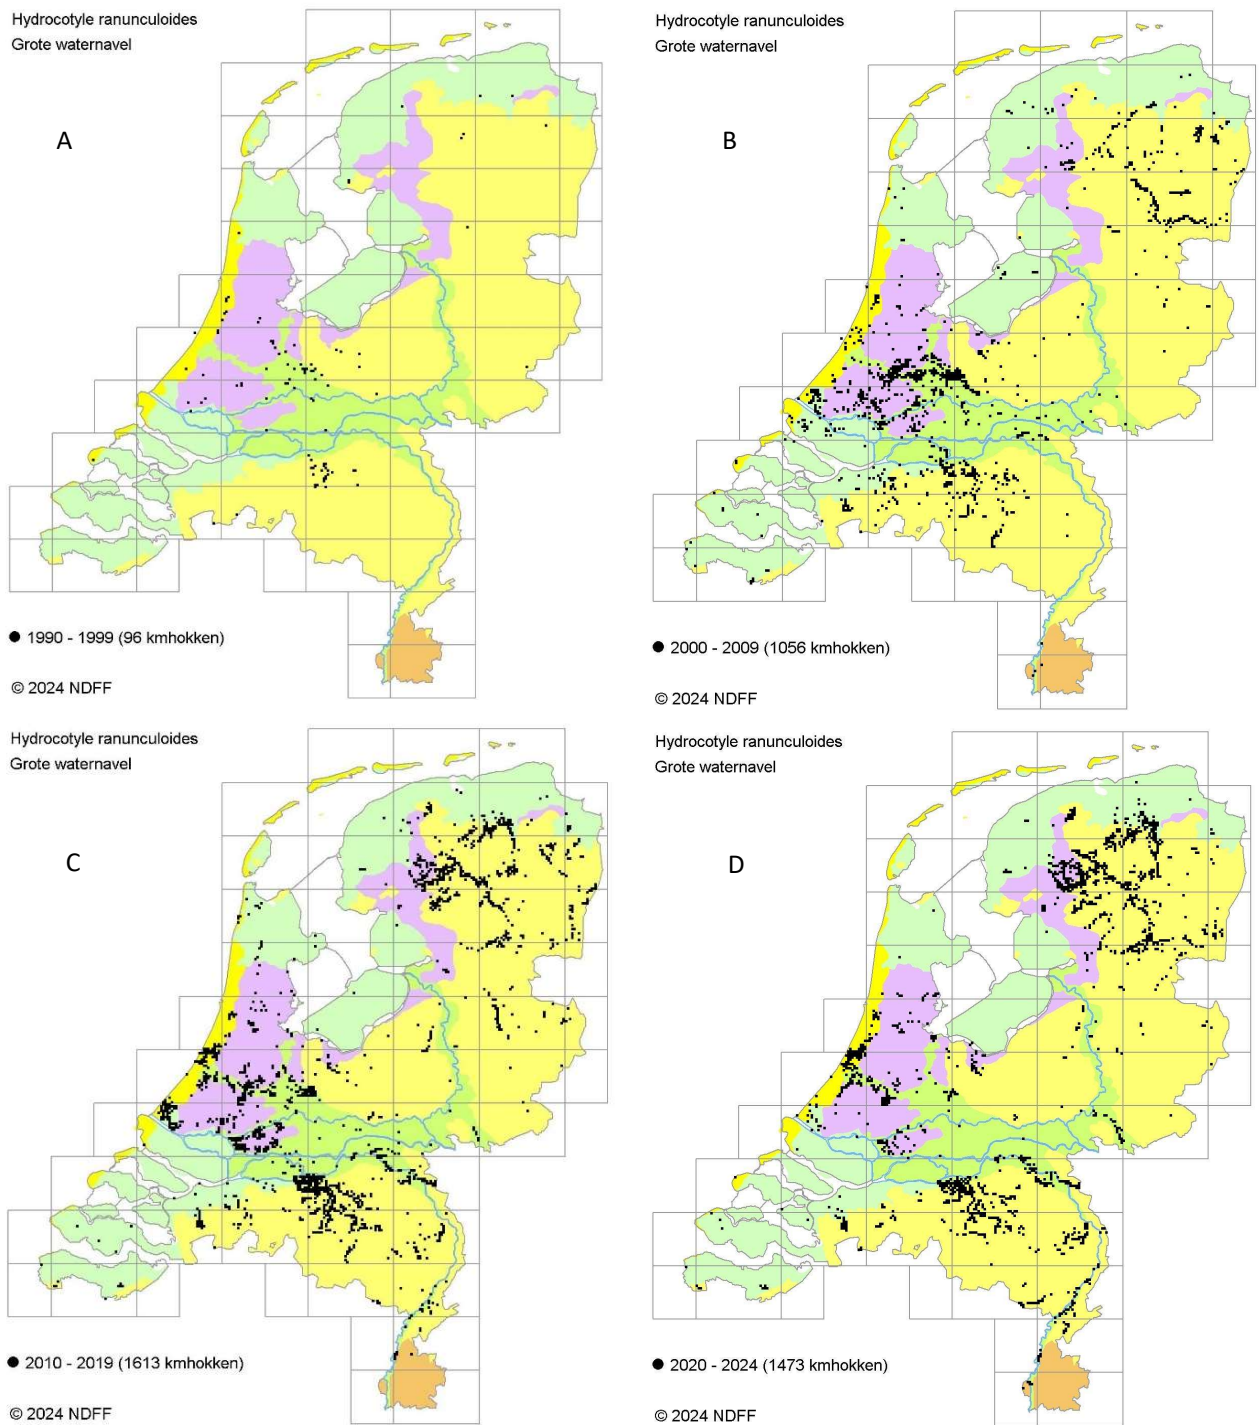 Hydrocotyle ranunculoides
Grote waternavel
A
● 1990 - 1999 (96 kmhokken)
© 2024 NDFF
Hydrocotyle ranunculoides
Grote waternavel
B
● 2000 - 2009 (1056 kmhokken)
© 2024 NDFF
Hydrocotyle ranunculoides
Grote waternavel
C
● 2010 - 2019 (1613 kmhokken)
© 2024 NDFF
Hydrocotyle ranunculoides
Grote waternavel
D
● 2020 - 2024 (1473 kmhokken)
© 2024 NDFF